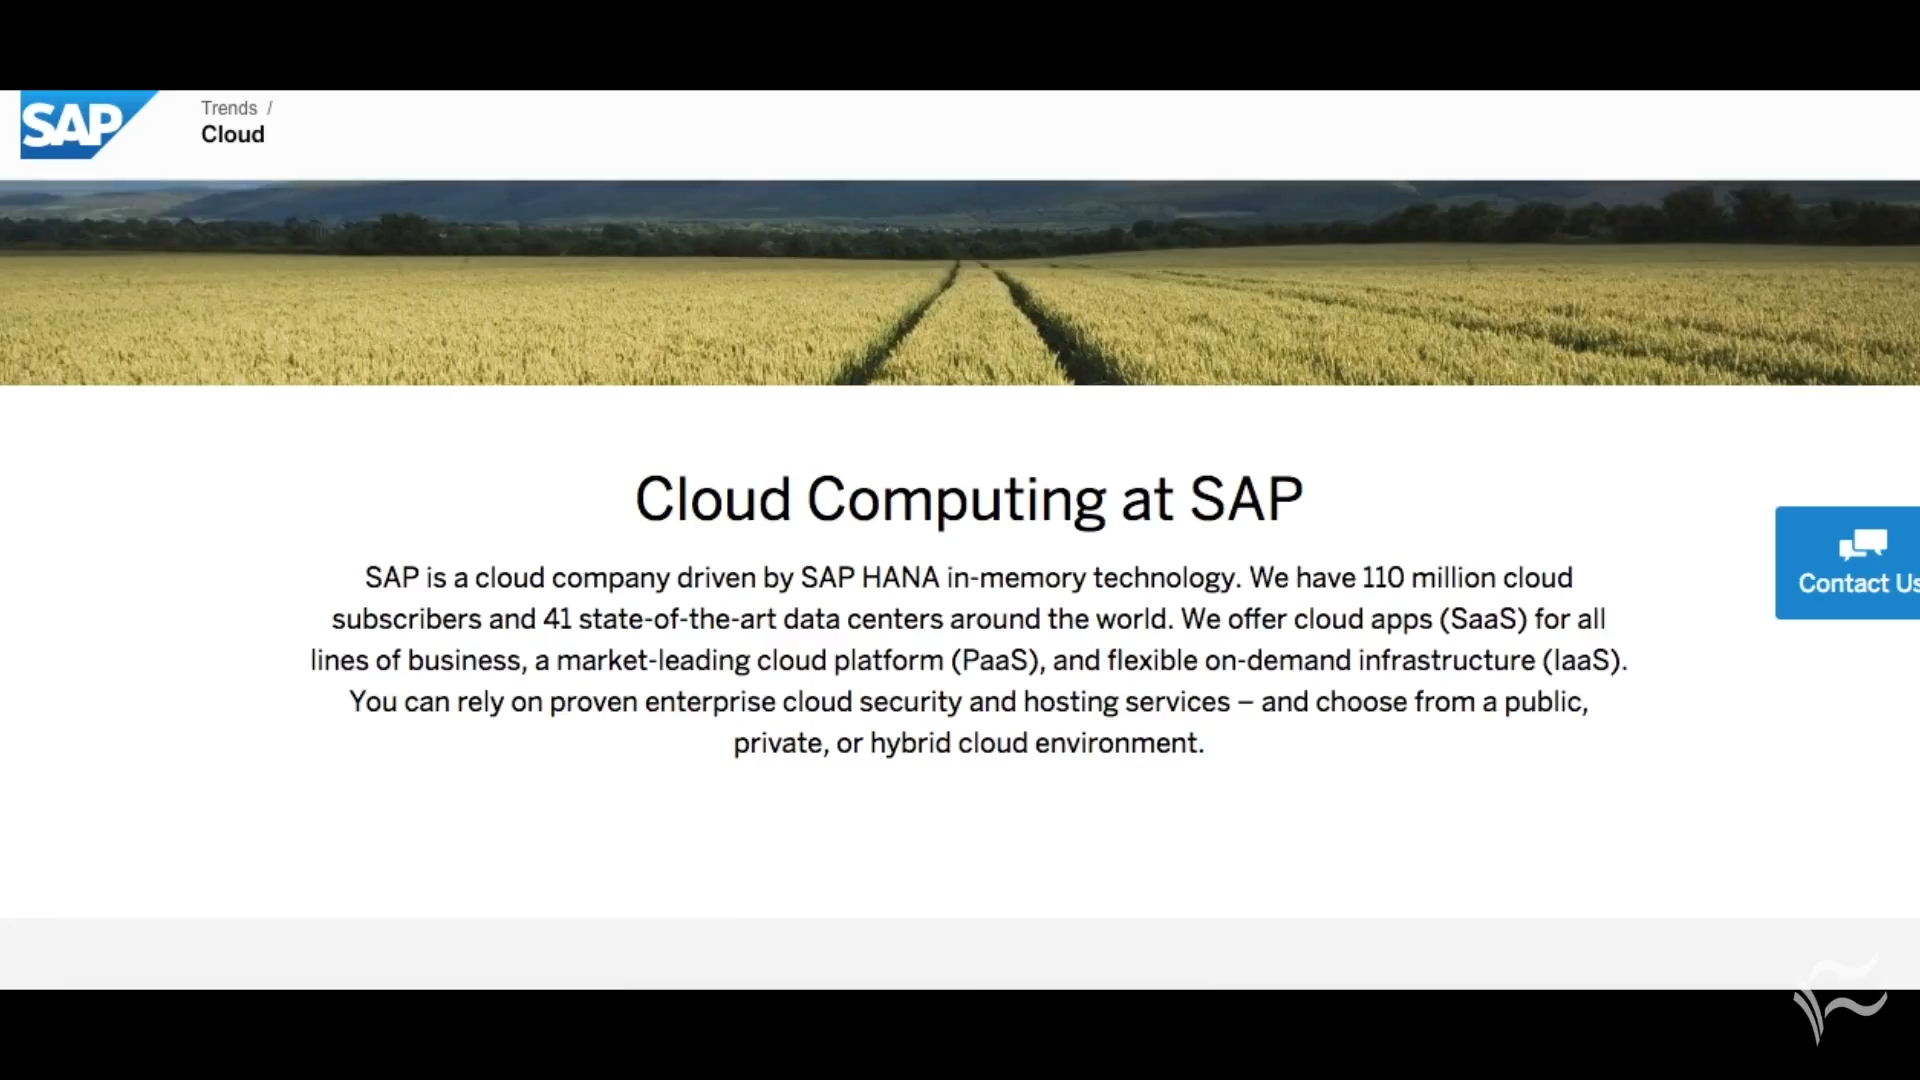 SAP
Trends /
Cloud
Cloud Computing at SAP
SAP is a cloud company driven by SAP HANA in-memory technology. We have 110 million cloud
subscribers and 41 state-of-the-art data centers around the world. We offer cloud apps (SaaS) for all
lines of business, a market-leading cloud platform (PaaS), and flexible on-demand infrastructure (IaaS).
You can rely on proven enterprise cloud security and hosting services – and choose from a public,
private, or hybrid cloud environment.
Contact Us